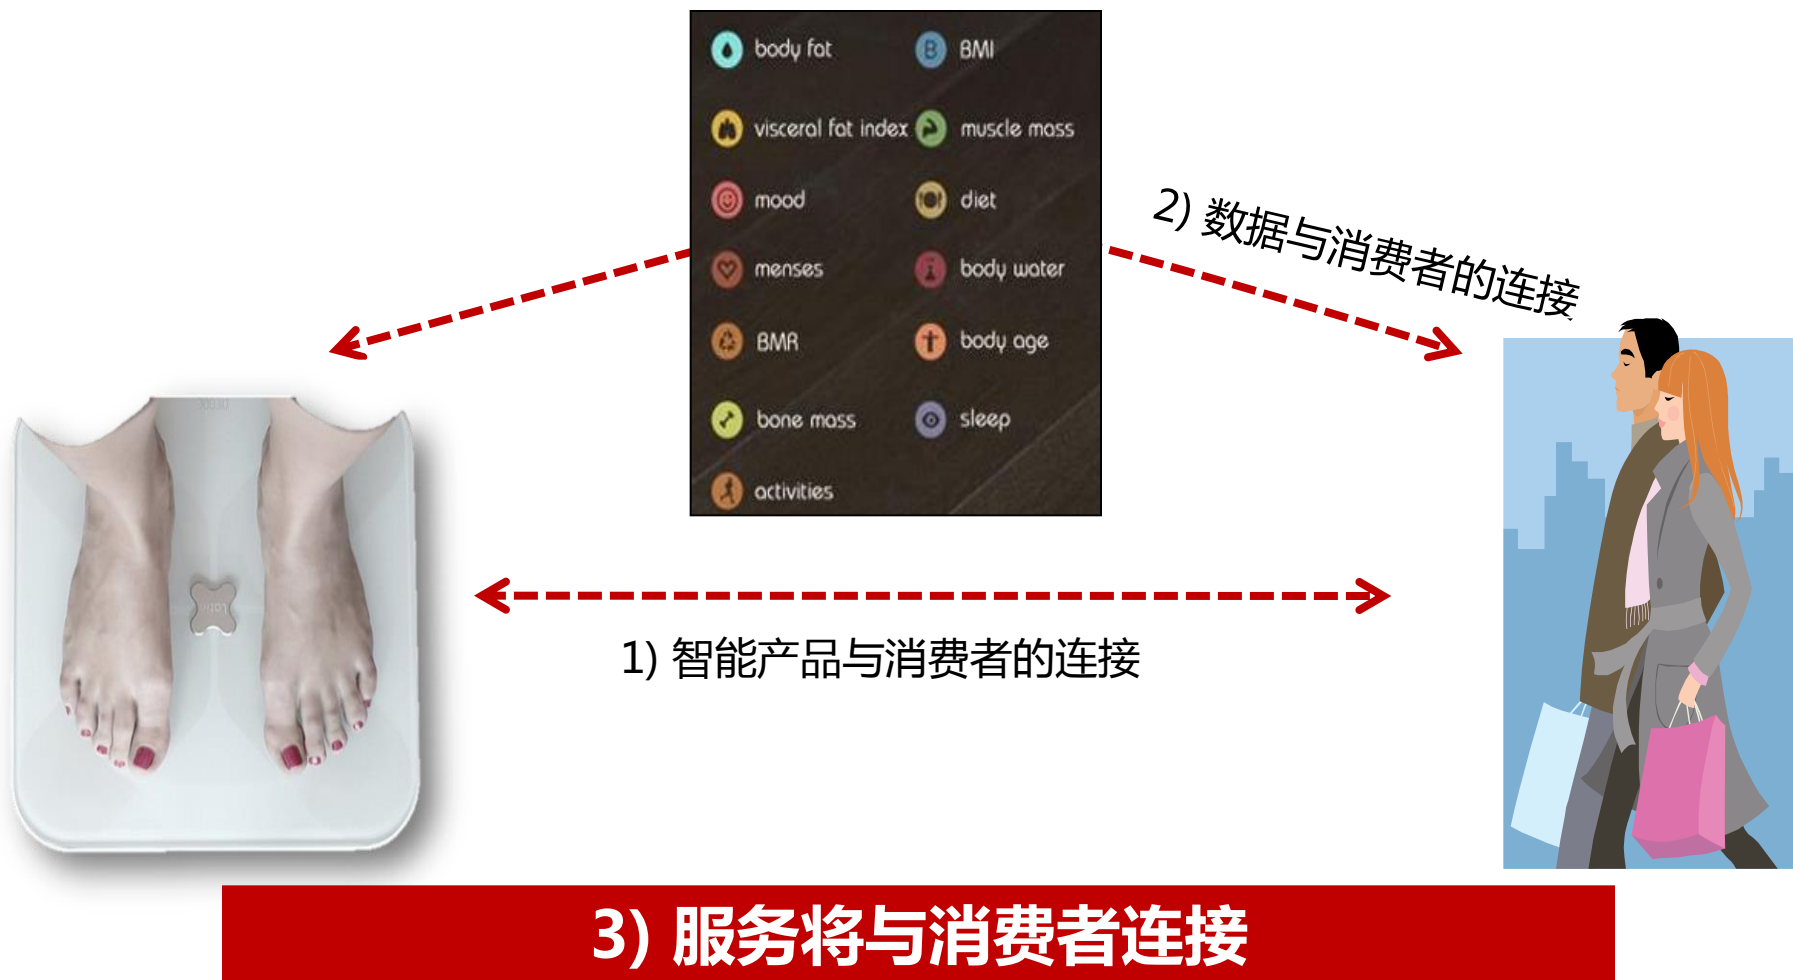 body fat
BMI
visceral fat index
muscle mass
mood
diet
menses
body water
BMR
body age
bone mass
sleep
activities
2) 数据与消费者的连接
1) 智能产品与消费者的连接
3) 服务将与消费者连接